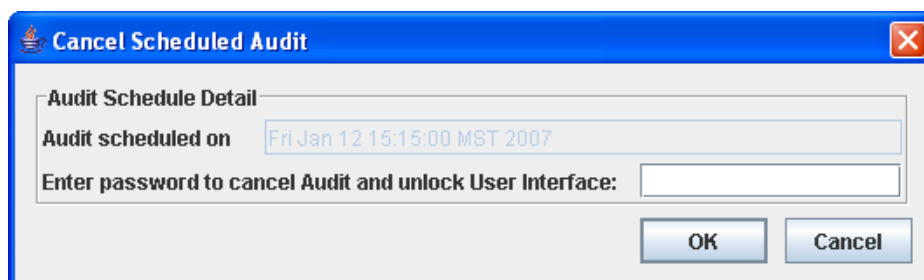 Cancel Scheduled Audit
Audit Schedule Detail
Audit scheduled on Fri Jan 12 15:15:00 MST 2007
Enter password to cancel Audit and unlock User Interface:
OK Cancel